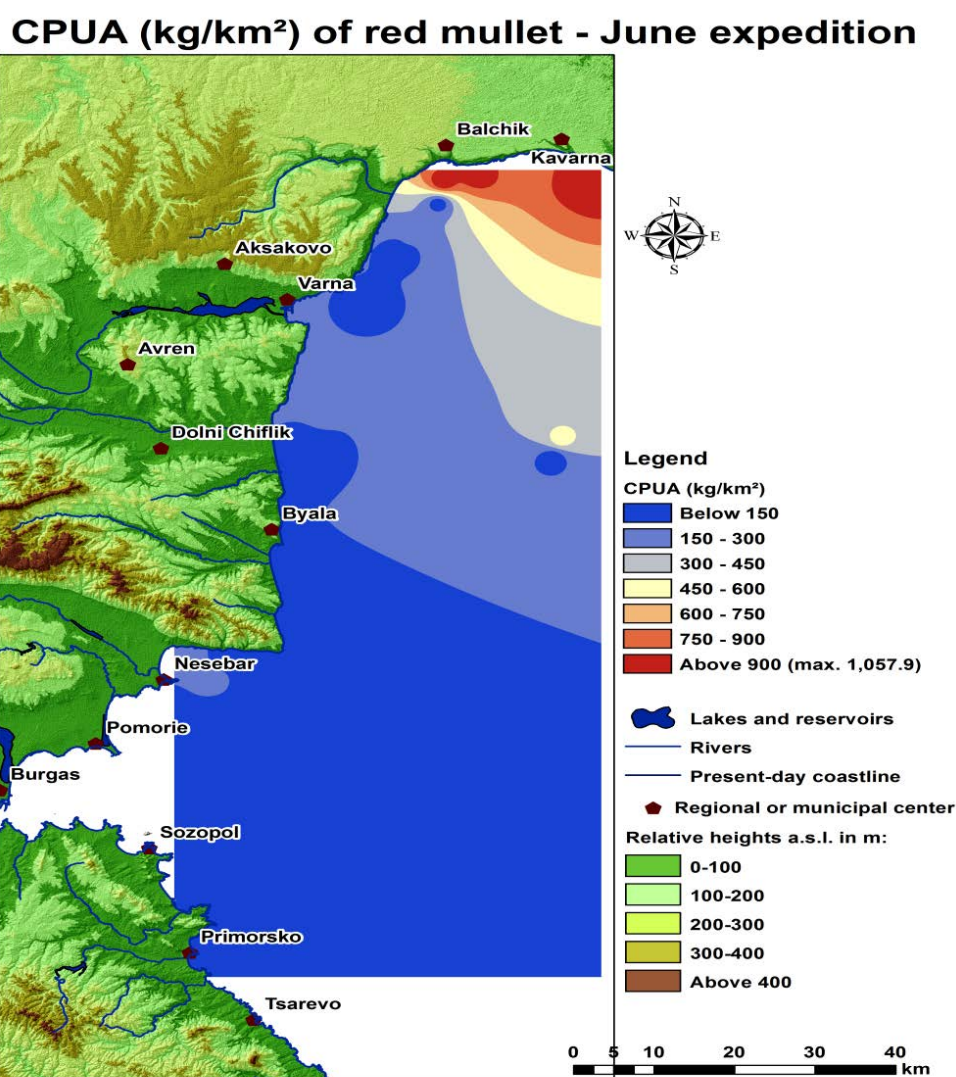 CPUA (kg/km²) of red mullet - June expedition
Balchik
Kavarna
N
W E
S
Aksakovo
Varna
Avren
Dolni Chiflik
Byala
Nesebar
Pomorie
Burgas
Sozopol
Primorsko
Tsarevo
Legend
CPUA (kg/km²)
Below 150
150 - 300
300 - 450
450 - 600
600 - 750
750 - 900
Above 900 (max. 1,057.9)
Lakes and reservoirs
Rivers
Present-day coastline
Regional or municipal center
Relative heights a.s.l. in m:
0-100
100-200
200-300
300-400
Above 400
0 5 10 20 30 40
km